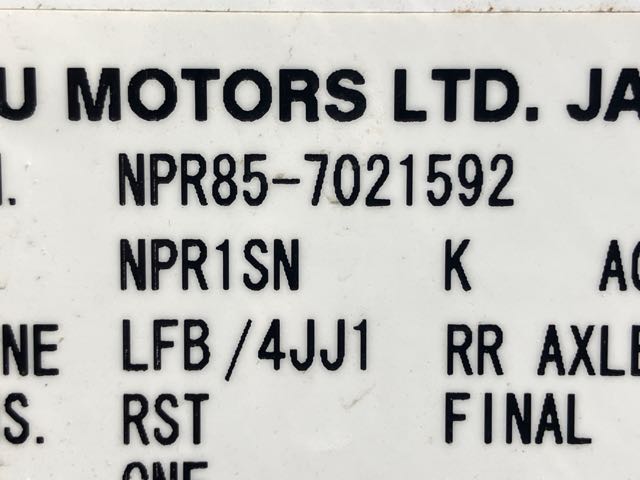 U MOTORS LTD. JA
. NPR85-7021592
NPR1SN K
NE LFB/4JJ1 RR AXLE
S. RST FINAL